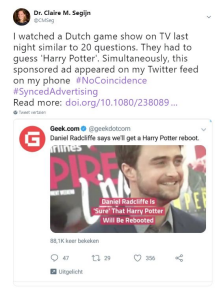 Dr. Claire M. Segijn
@CMSeg
I watched a Dutch game show on TV last
night similar to 20 questions. They had to
guess 'Harry Potter'. Simultaneously, this
sponsored ad appeared on my Twitter feed
on my phone #NoCoincidence
#SyncedAdvertising
Read more: doi.org/10.1080/238089...
Tweet vertalen
Geek.com @geekdotcom
Daniel Radcliffe says we'll get a Harry Potter reboot.
Daniel Radcliffe Is
'Sure' That Harry Potter
Will Be Rebooted
88,1K keer bekeken
47
29
356
Uitgelicht